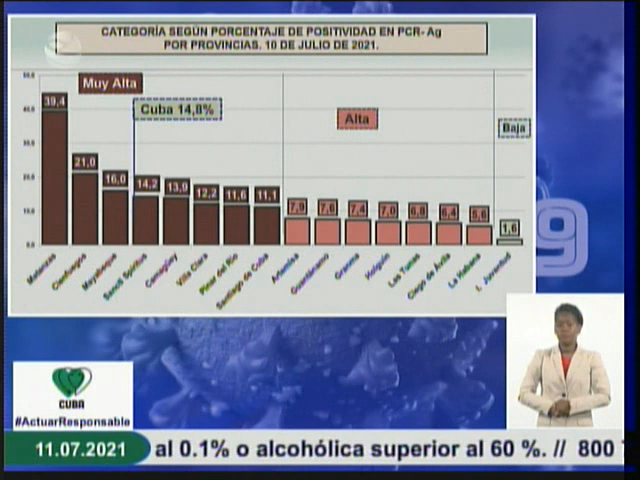 CATEGORÍA SEGÚN PORCENTAJE DE POSITIVIDAD EN PCR- Ag
POR PROVINCIAS. 10 DE JULIO DE 2021.
Muy Alta
Cuba 14,8%
Alta
Baja
39,4
21,0
16,0
14,2
13,9
12,2
11,6
11,1
7,9
7,6
7,4
7,0
6,8
6,4
5,6
1,6
Matanzas
Cienfuegos
Mayabeque
Sancti Spíritus
Camagüey
Villa Clara
Pinar del Río
Santiago de Cuba
Artemisa
Guantánamo
Granma
Holguín
Las Tunas
Ciego de Ávila
La Habana
I. Juventud
9
CUBA
#ActuarResponsable
11.07.2021
al 0.1% o alcohólica superior al 60 %. // 800